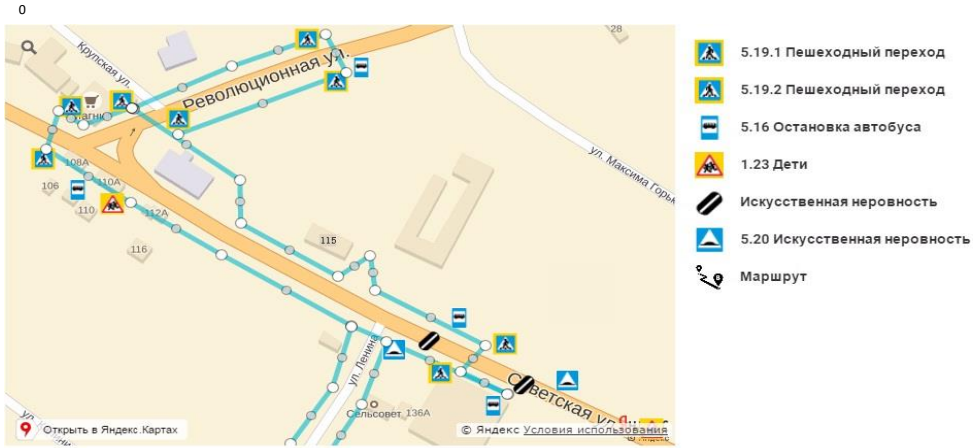 0
28
Крупская ул.
Революционная ул.
ул. Максима Горьк
108А
106
110А
110
112А
116
115
ул. Ленина
Советская ул
Сельсовет 136А
Открыть в Яндекс.Картах
© Яндекс Условия использования
5.19.1 Пешеходный переход
5.19.2 Пешеходный переход
5.16 Остановка автобуса
1.23 Дети
Искусственная неровность
5.20 Искусственная неровность
Маршрут